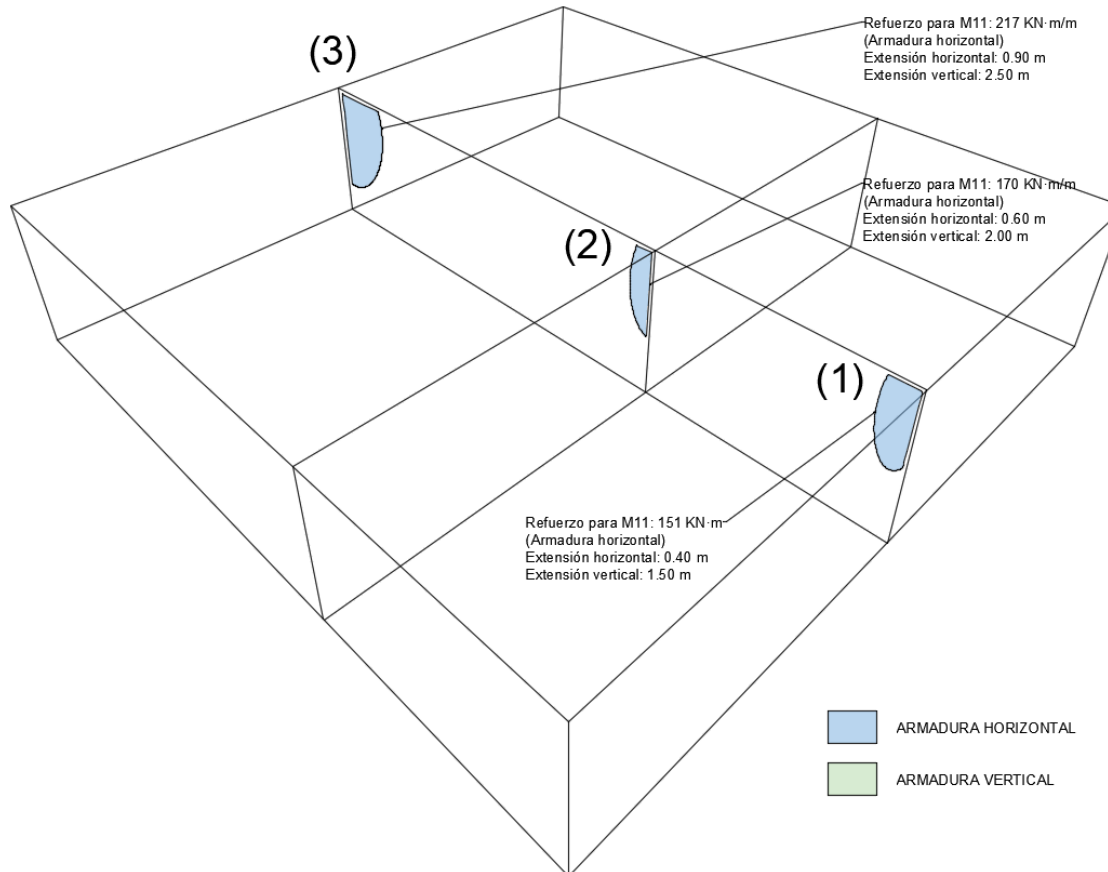 (3)
Refuerzo para M11: 217 KN·m/m
(Armadura horizontal)
Extensión horizontal: 0.90 m
Extensión vertical: 2.50 m
(2)
Refuerzo para M11: 170 KN·m/m
(Armadura horizontal)
Extensión horizontal: 0.60 m
Extensión vertical: 2.00 m
(1)
Refuerzo para M11: 151 KN·m
(Armadura horizontal)
Extensión horizontal: 0.40 m
Extensión vertical: 1.50 m
ARMADURA HORIZONTAL
ARMADURA VERTICAL